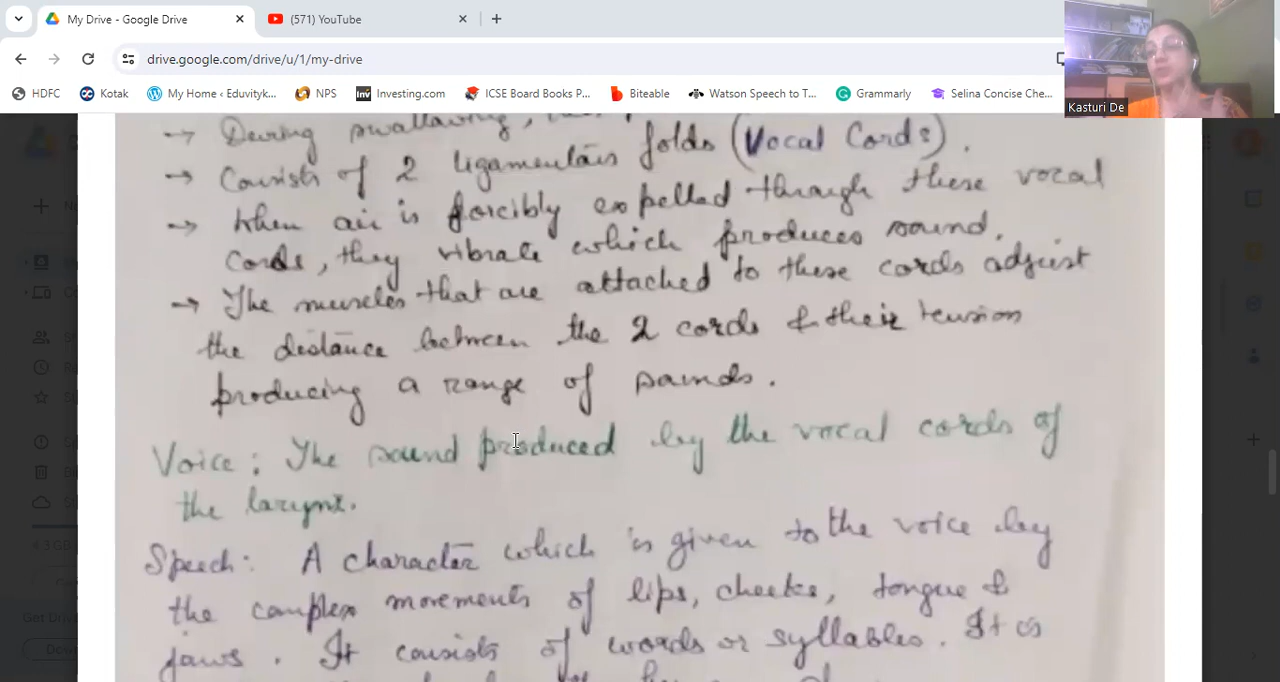 My Drive - Google Drive
(571) YouTube
drive.google.com/drive/u/1/my-drive
HDFC
Kotak
My Home ‹ Eduvityk...
NPS
Investing.com
ICSE Board Books P...
Biteable
Watson Speech to T...
Grammarly
Selina Concise Che...
Kasturi De
→ During swallowing,
→ Consists of 2 ligamentous folds (Vocal Cords).
→ When air is forcibly expelled through these vocal
cords, they vibrate which produces sound.
→ The muscles that are attached to these cords adjust
the distance between the 2 cords & their tension
producing a range of sounds.
Voice: The sound produced by the vocal cords of
the larynx.
Speech: A character which is given to the voice by
the complex movements of lips, cheeks, tongue &
jaws. It consists of words or syllables. It is